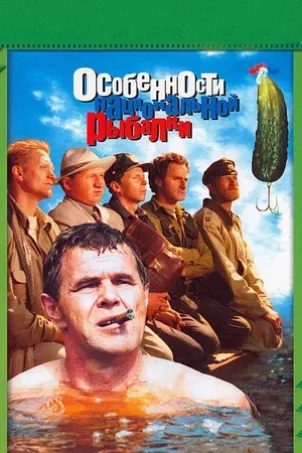 Особенности
национальной
рыбалки